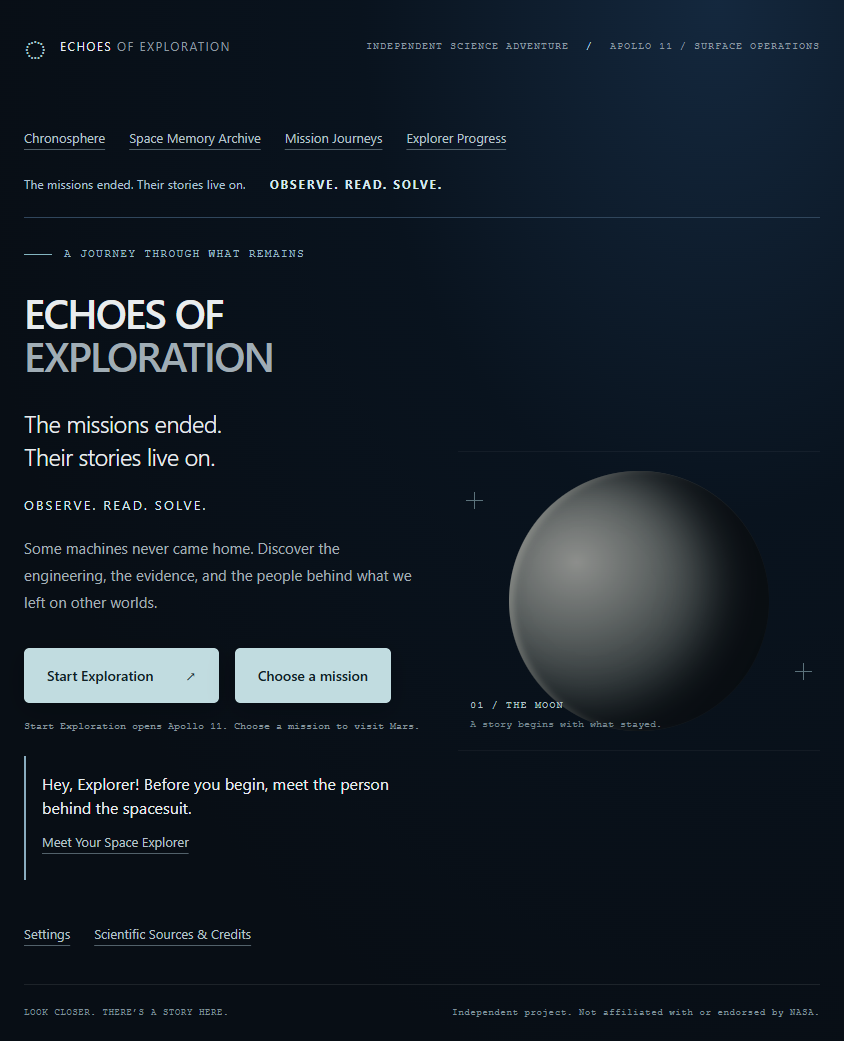 ECHOES OF EXPLORATION
INDEPENDENT SCIENCE ADVENTURE / APOLLO 11 / SURFACE OPERATIONS
Chronosphere Space Memory Archive Mission Journeys Explorer Progress
The missions ended. Their stories live on. OBSERVE. READ. SOLVE.
A JOURNEY THROUGH WHAT REMAINS
ECHOES OF
EXPLORATION
The missions ended.
Their stories live on.
OBSERVE. READ. SOLVE.
Some machines never came home. Discover the
engineering, the evidence, and the people behind what we
left on other worlds.
Start Exploration ↗ Choose a mission
Start Exploration opens Apollo 11. Choose a mission to visit Mars.
01 / THE MOON
A story begins with what stayed.
Hey, Explorer! Before you begin, meet the person
behind the spacesuit.
Meet Your Space Explorer
Settings Scientific Sources & Credits
LOOK CLOSER. THERE'S A STORY HERE.
Independent project. Not affiliated with or endorsed by NASA.